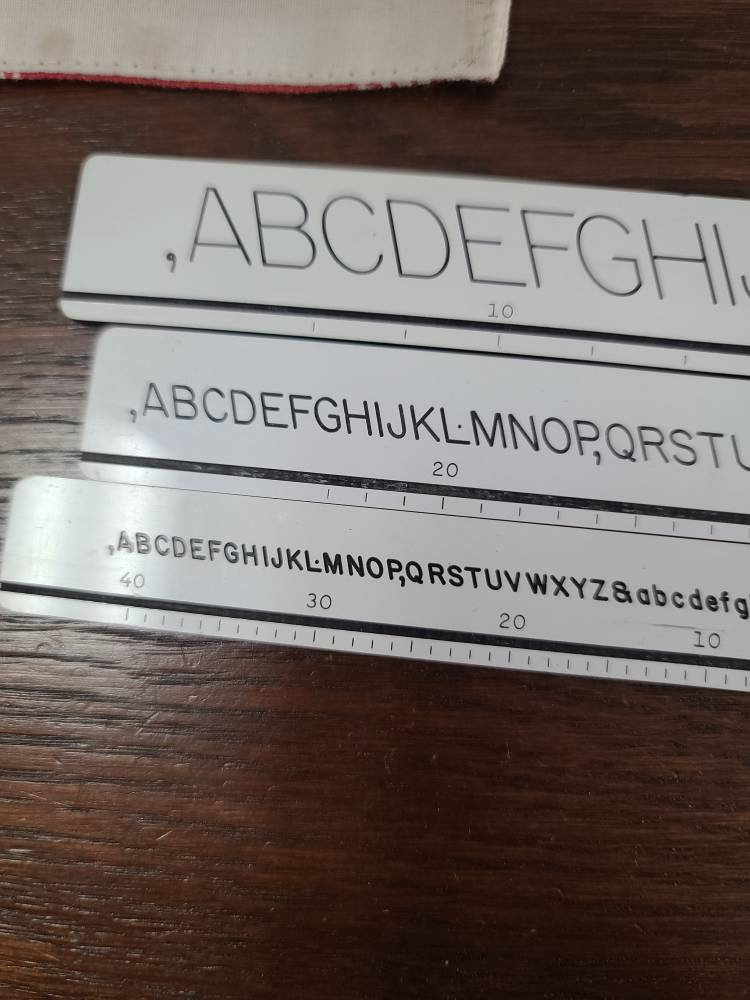 ,ABCDEFGHI
10
,ABCDEFGHIJKL·MNOP,QRSTU
20
,ABCDEFGHIJKL·MNOP,QRSTUVWXYZ&abcdefg
40 30 20 10